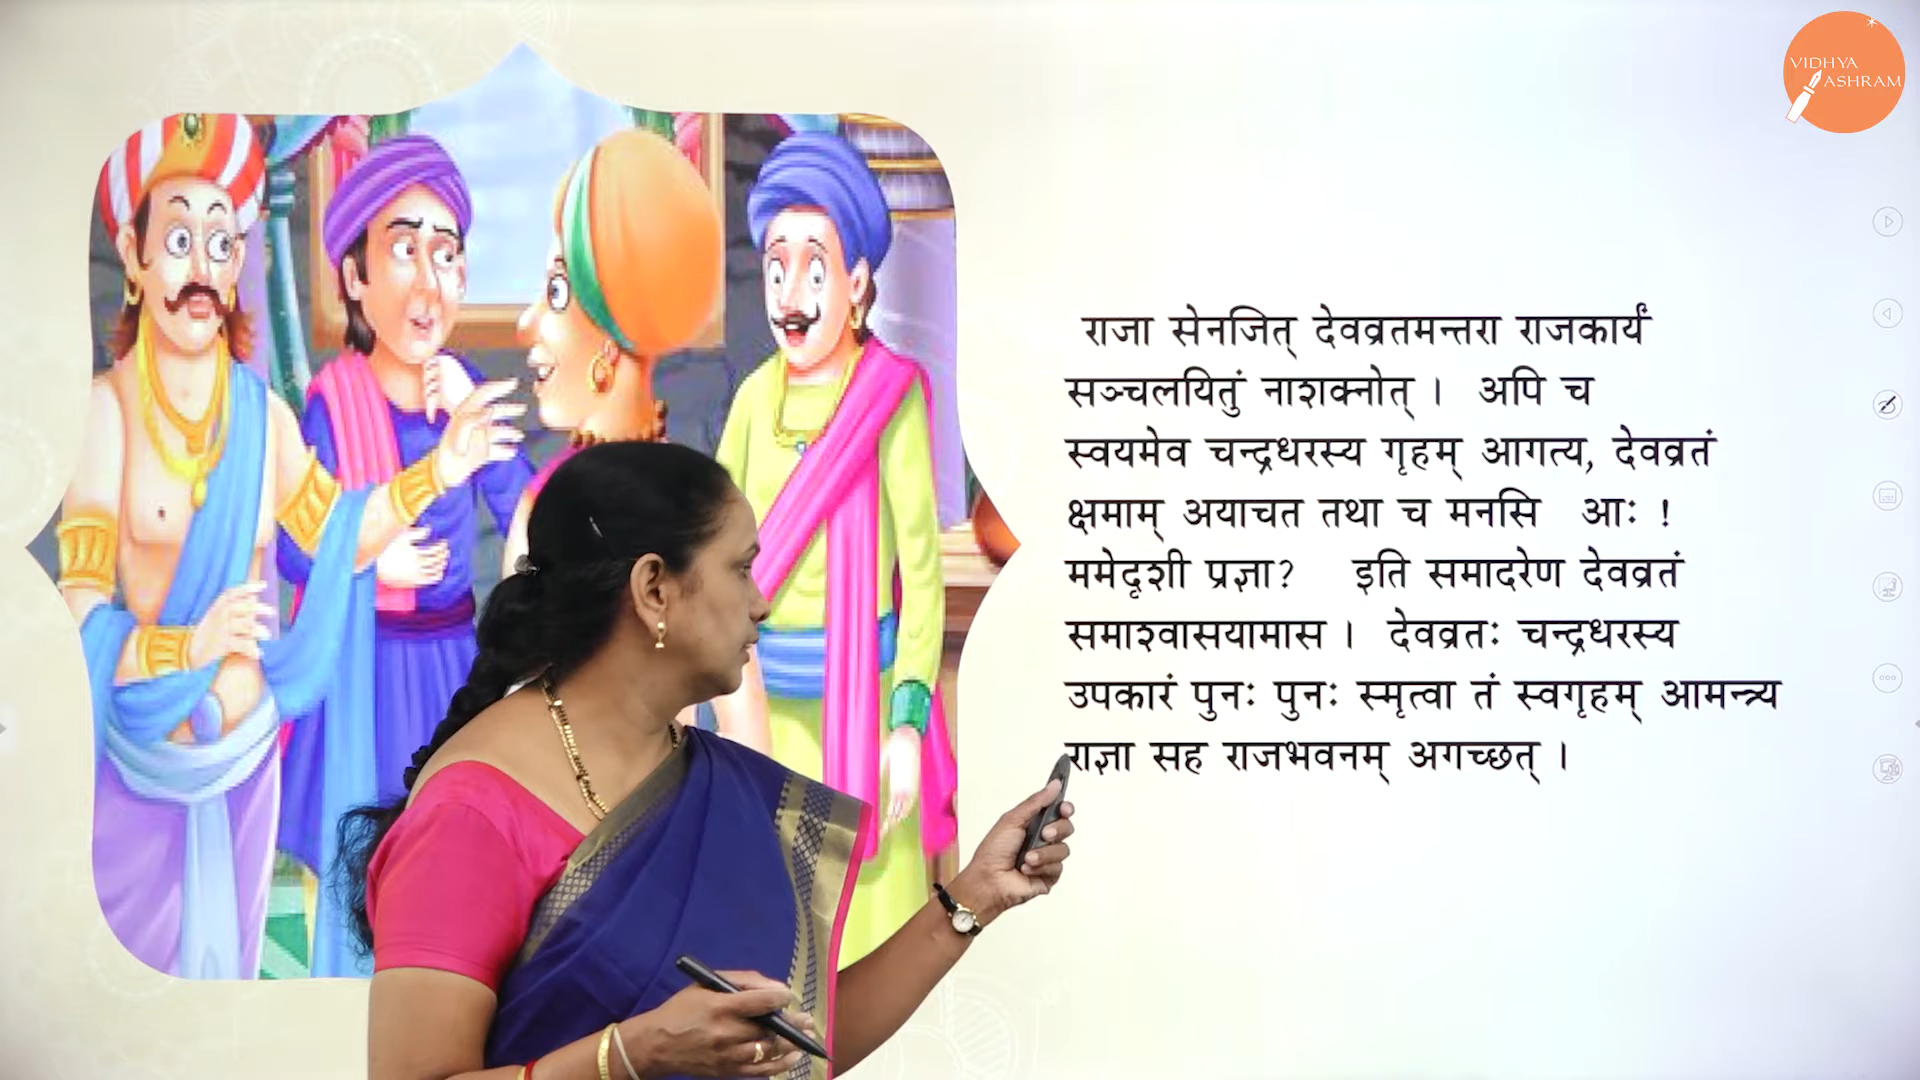 VIDHYA
ASHRAM
राजा सेनजित् देवव्रतमन्तरा राजकार्यं
सञ्चलयितुं नाशक्नोत् । अपि च
स्वयमेव चन्द्रधरस्य गृहम् आगत्य, देवव्रतं
क्षमाम् अयाचत तथा च मनसि आः !
ममेदृशी प्रज्ञा? इति समादरेण देवव्रतं
समाश्वासयामास । देवव्रतः चन्द्रधरस्य
उपकारं पुनः पुनः स्मृत्वा तं स्वगृहम् आमन्त्र्य
राज्ञा सह राजभवनम् अगच्छत् ।